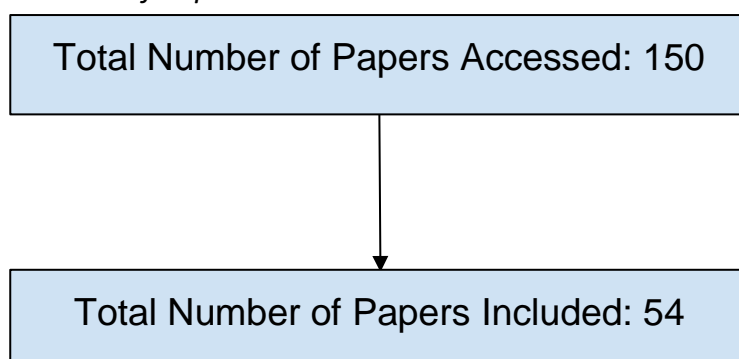 Total Number of Papers Accessed: 150
Total Number of Papers Included: 54